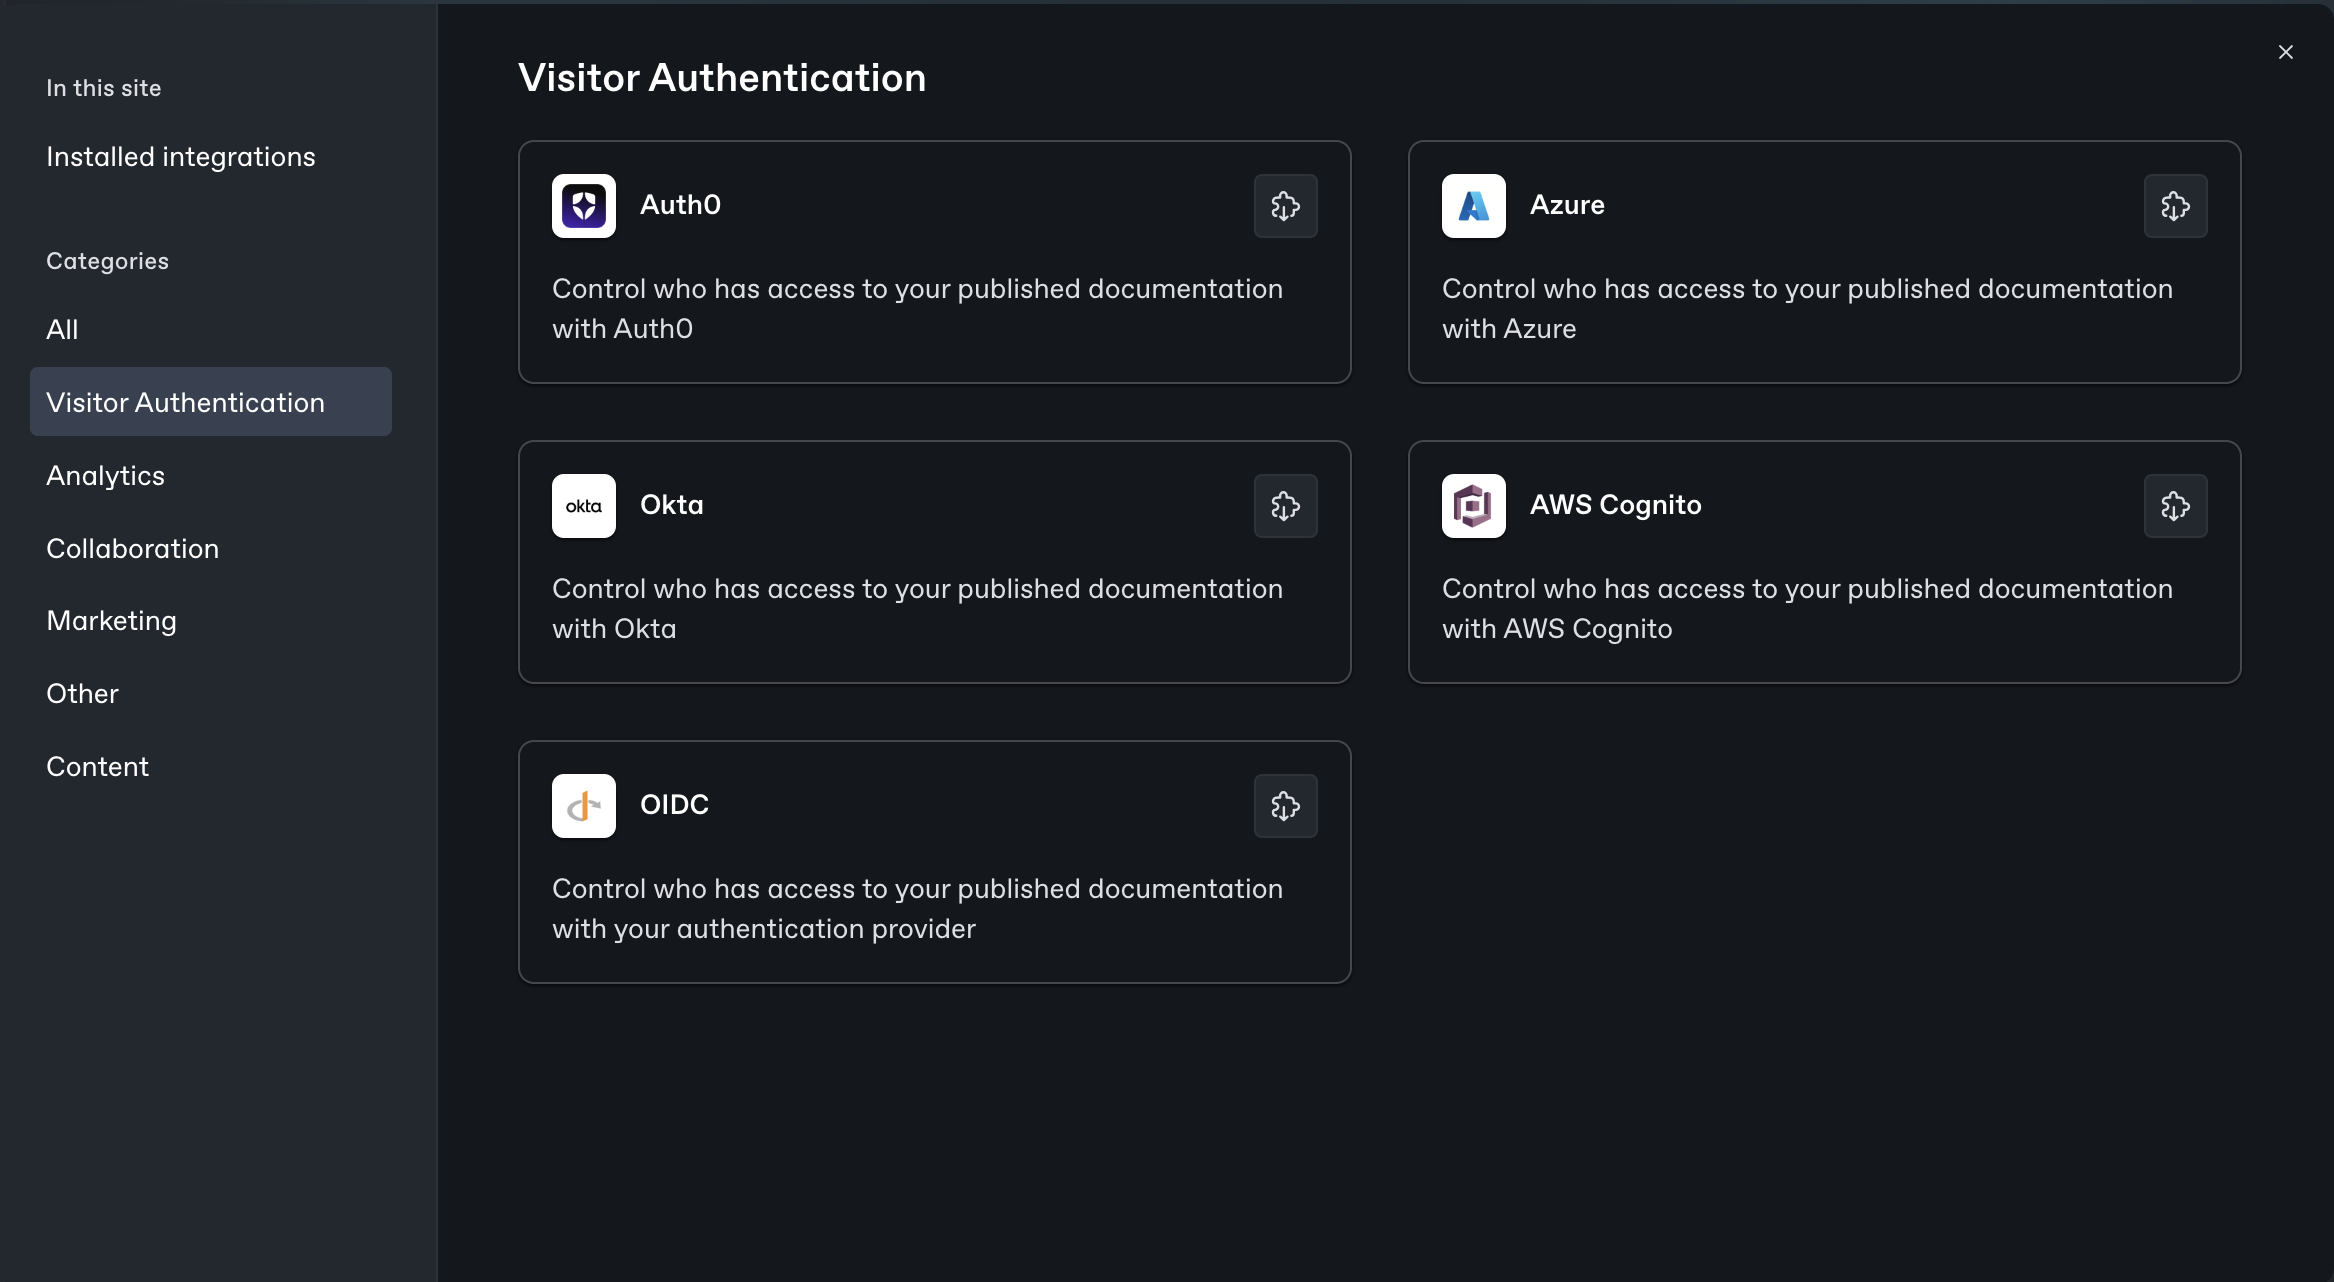 In this site
Installed integrations
Categories
All
Visitor Authentication
Analytics
Collaboration
Marketing
Other
Content
Visitor Authentication
Auth0
Control who has access to your published documentation
with Auth0
Azure
Control who has access to your published documentation
with Azure
okta
Okta
Control who has access to your published documentation
with Okta
AWS Cognito
Control who has access to your published documentation
with AWS Cognito
OIDC
Control who has access to your published documentation
with your authentication provider